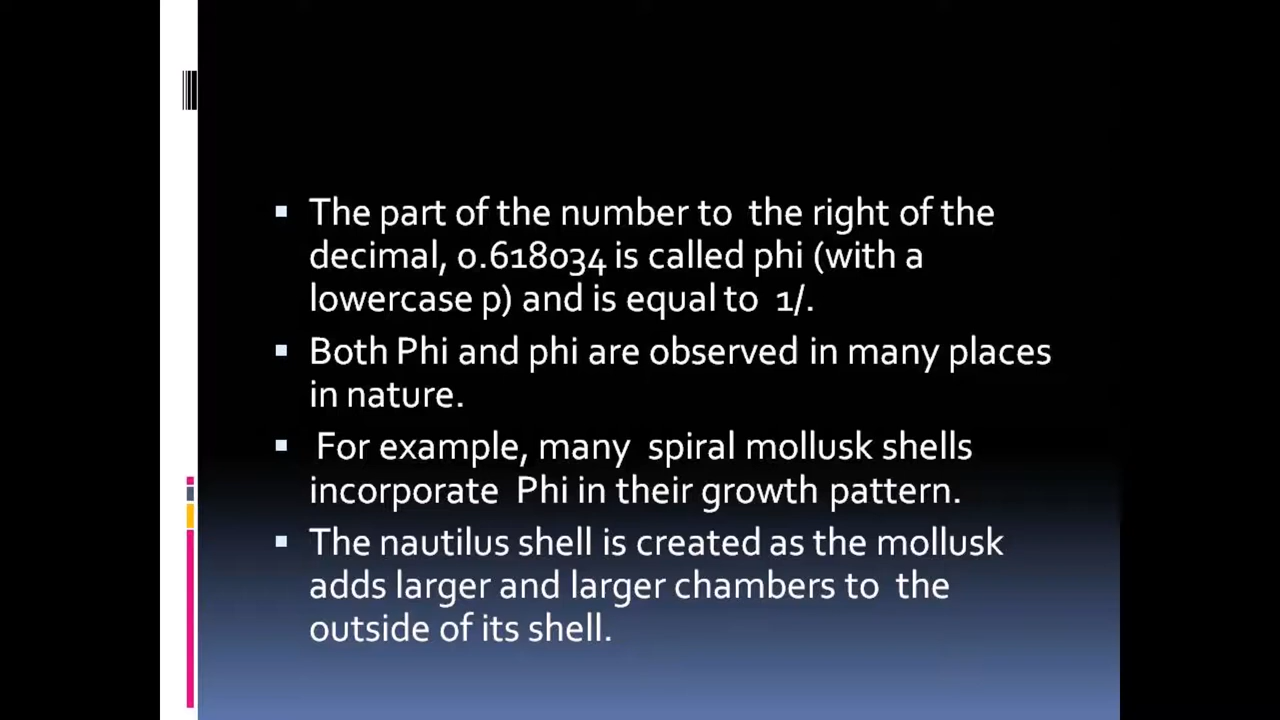 ▪ The part of the number to the right of the
decimal, 0.618034 is called phi (with a
lowercase p) and is equal to 1/.
▪ Both Phi and phi are observed in many places
in nature.
▪ For example, many spiral mollusk shells
incorporate Phi in their growth pattern.
▪ The nautilus shell is created as the mollusk
adds larger and larger chambers to the
outside of its shell.